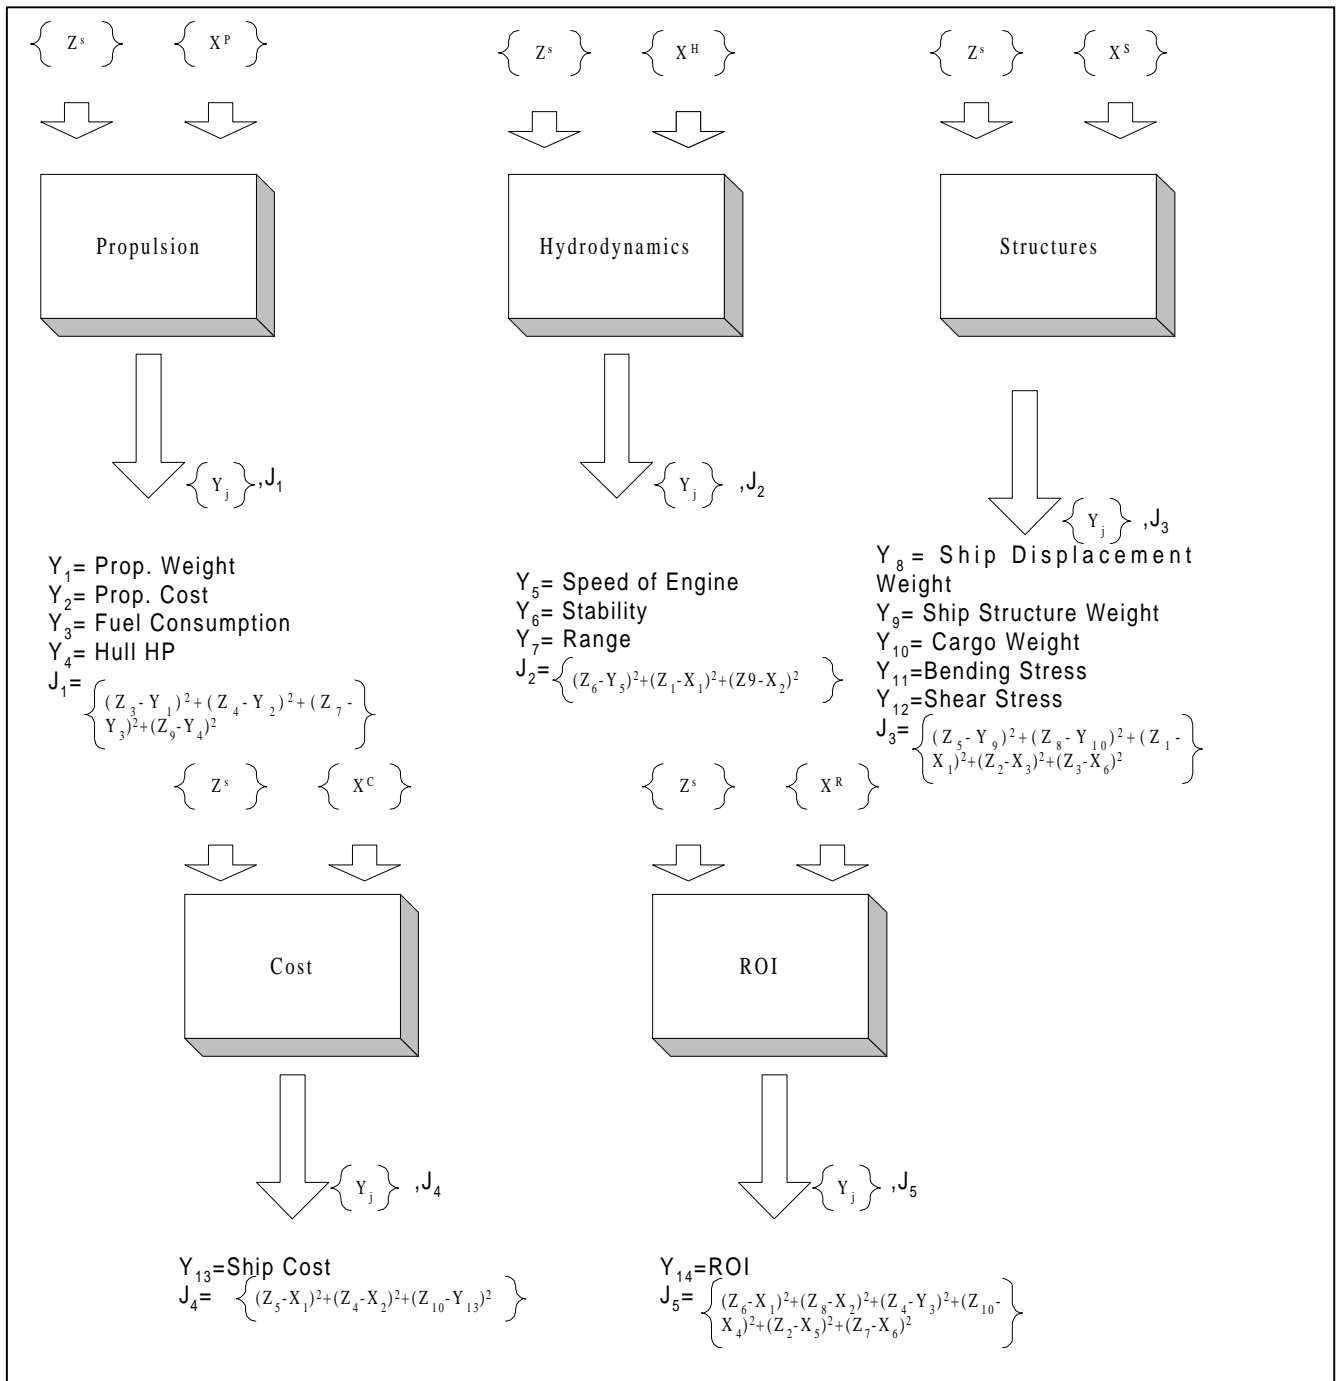 { Z^s } { X^P }
{ Z^s } { X^H }
{ Z^s } { X^S }
Propulsion
Hydrodynamics
Structures
{ Y_j } ,J_1
{ Y_j } ,J_2
{ Y_j } ,J_3
Y_1= Prop. Weight
Y_2= Prop. Cost
Y_3= Fuel Consumption
Y_4= Hull HP
J_1= { (Z_3-Y_1)^2+(Z_4-Y_2)^2+(Z_7-
Y_3)^2+(Z_9-Y_4)^2 }
Y_5= Speed of Engine
Y_6= Stability
Y_7= Range
J_2= { (Z_6-Y_5)^2+(Z_1-X_1)^2+(Z9-X_2)^2 }
Y_8 = Ship Displacement
Weight
Y_9= Ship Structure Weight
Y_10= Cargo Weight
Y_11=Bending Stress
Y_12=Shear Stress
J_3= { (Z_5-Y_9)^2+(Z_8-Y_10)^2+(Z_1-
X_1)^2+(Z_2-X_3)^2+(Z_3-X_6)^2 }
{ Z^s } { X^C }
{ Z^s } { X^R }
Cost
ROI
{ Y_j } ,J_4
{ Y_j } ,J_5
Y_13=Ship Cost
J_4= { (Z_5-X_1)^2+(Z_4-X_2)^2+(Z_10-Y_13)^2 }
Y_14=ROI
J_5= { (Z_6-X_1)^2+(Z_8-X_2)^2+(Z_4-Y_3)^2+(Z_10-
X_4)^2+(Z_2-X_5)^2+(Z_7-X_6)^2 }